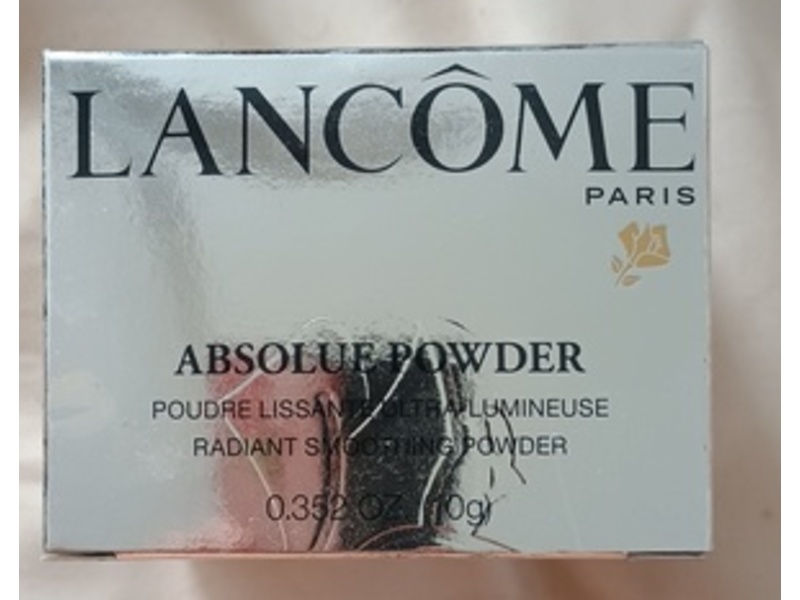 LANCÔME
PARIS
ABSOLUE POWDER
POUDRE LISSANTE ULTRA-LUMINEUSE
RADIANT SMOOTHING POWDER
0.352 OZ. (10g)